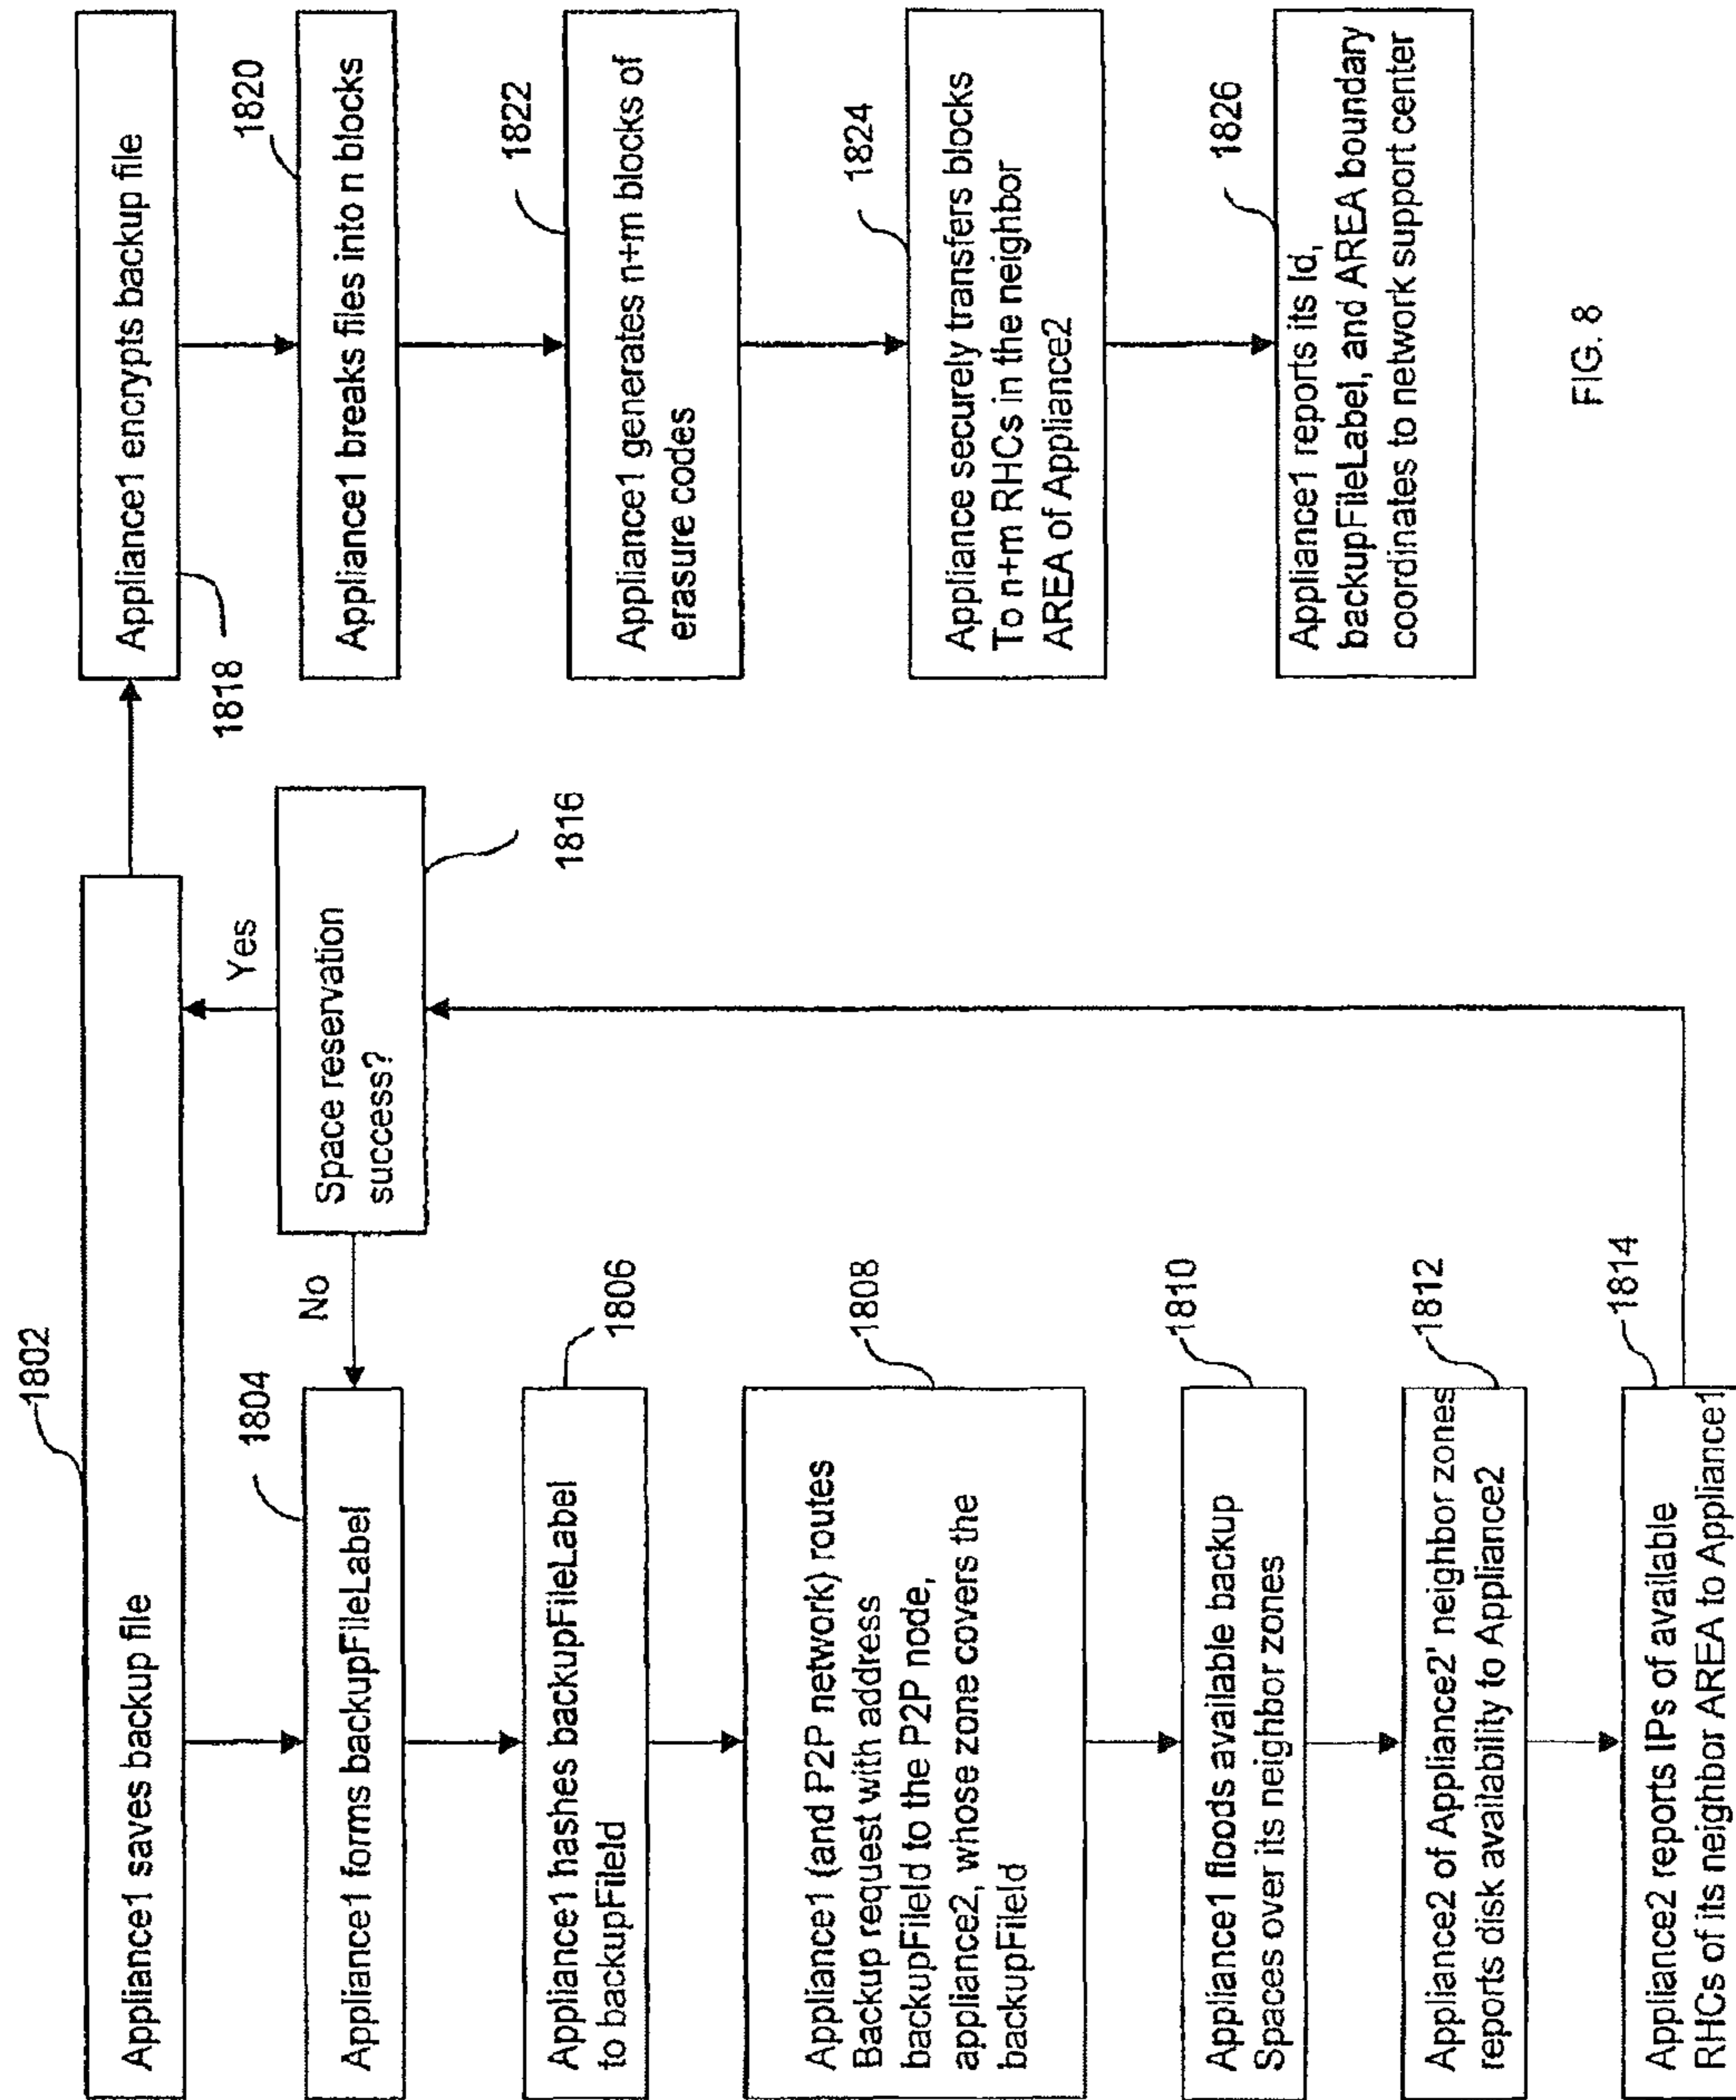 1802
Appliance1 saves backup file
1804
Appliance1 forms backupFileLabel
1806
Appliance1 hashes backupFileLabel
to backupFileId
1808
Appliance1 (and P2P network) routes
Backup request with address
backupFileId to the P2P node,
appliance2, whose zone covers the
backupFileId
1810
Appliance1 floods available backup
Spaces over its neighbor zones
1812
Appliance2 of Appliance2' neighbor zones
reports disk availability to Appliance2
1814
Appliance2 reports IPs of available
RHCs of its neighbor AREA to Appliance1
Yes
No
Space reservation
success?
1816
Appliance1 encrypts backup file
1818
1820
Appliance1 breaks files into n blocks
1822
Appliance1 generates n+m blocks of
erasure codes
1824
Appliance securely transfers blocks
To n+m RHCs in the neighbor
AREA of Appliance2
1826
Appliance1 reports its Id,
backupFileLabel, and AREA boundary
coordinates to network support center
FIG. 8